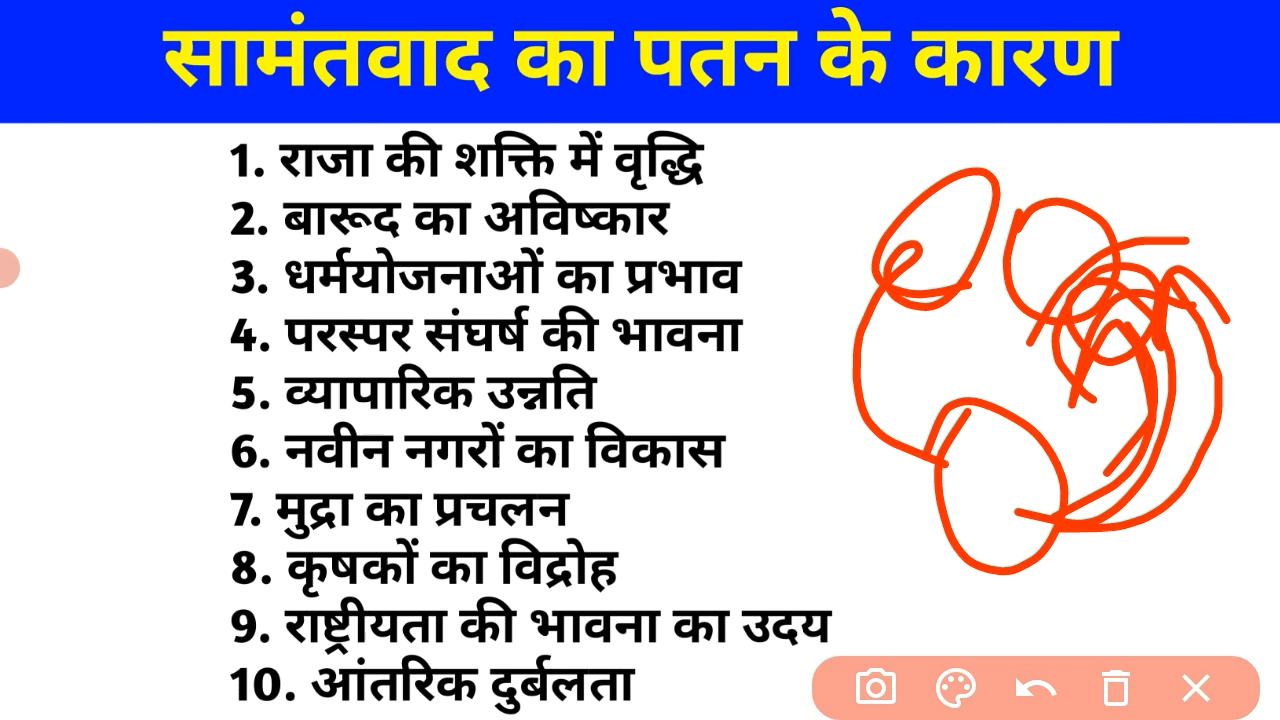 सामंतवाद का पतन के कारण
1. राजा की शक्ति में वृद्धि
2. बारूद का अविष्कार
3. धर्मयोजनाओं का प्रभाव
4. परस्पर संघर्ष की भावना
5. व्यापारिक उन्नति
6. नवीन नगरों का विकास
7. मुद्रा का प्रचलन
8. कृषकों का विद्रोह
9. राष्ट्रीयता की भावना का उदय
10. आंतरिक दुर्बलता